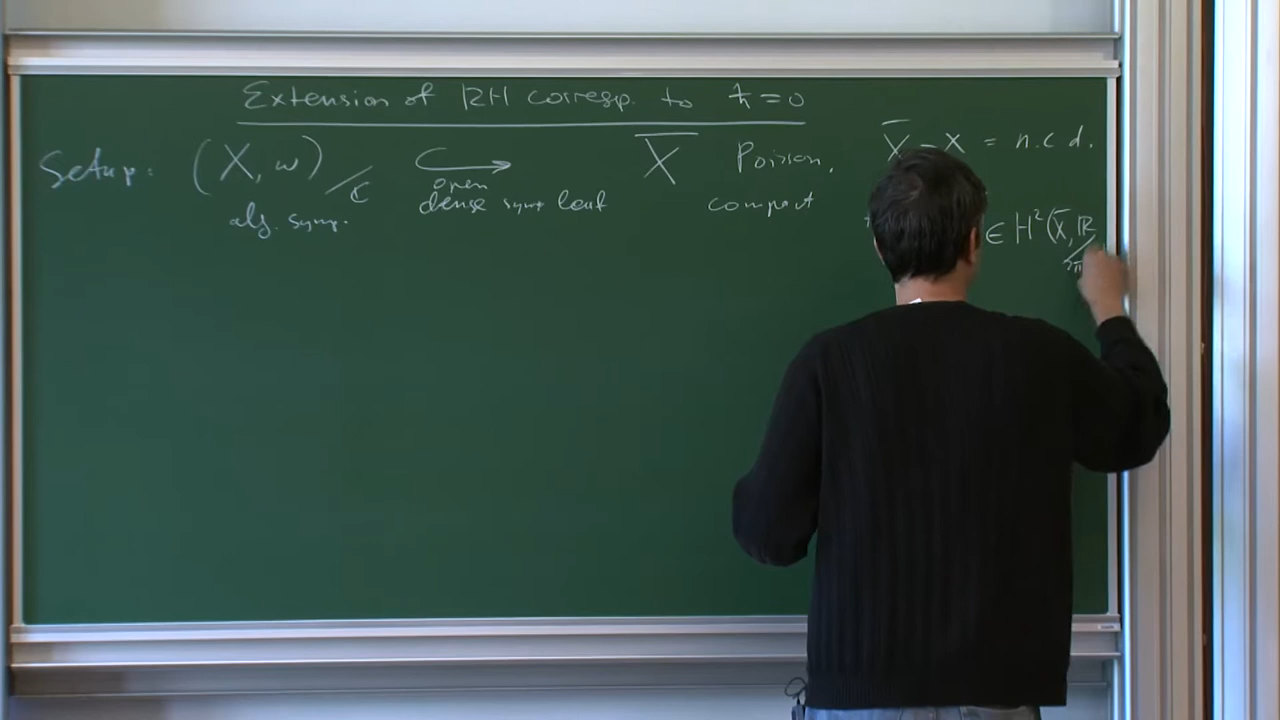 Extension of RH corresp. to ħ = 0
Setup: (X, ω)/ℂ ↪ X̄ Poisson, X̄ - X = n.c d.
open
alg. symp. dense symp leaf compact
∈ H²(X̄, ℝ/